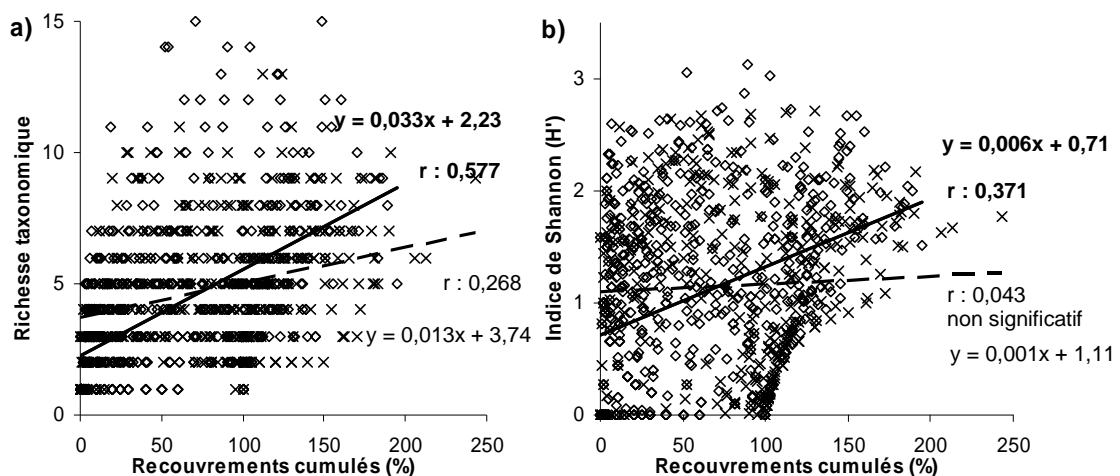 a)
Richesse taxonomique
15
10
5
0
y = 0,033x + 2,23
r : 0,577
r : 0,268
y = 0,013x + 3,74
0 50 100 150 200 250
Recouvrements cumulés (%)
b)
Indice de Shannon (H')
3
2
1
0
y = 0,006x + 0,71
r : 0,371
r : 0,043
non significatif
y = 0,001x + 1,11
0 50 100 150 200 250
Recouvrements cumulés (%)